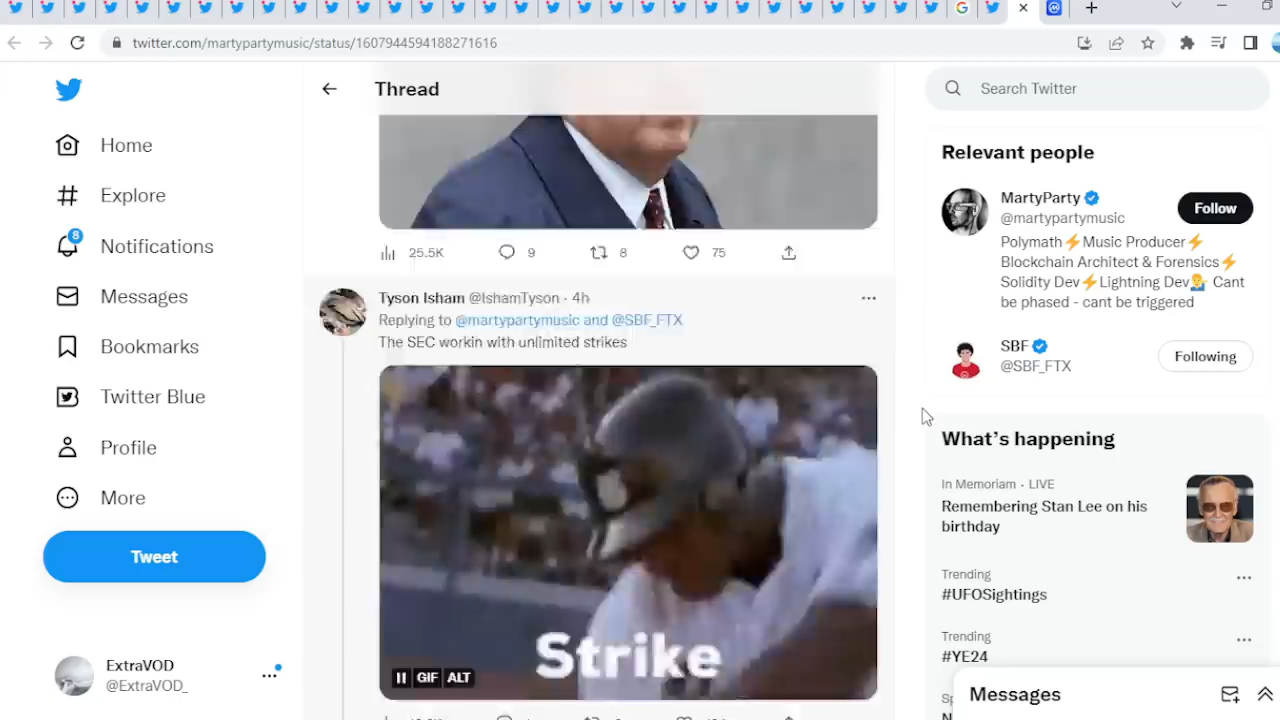 twitter.com/martypartymusic/status/1607944594188271616
Home
Explore
8
Notifications
Messages
Bookmarks
Twitter Blue
Profile
More
Tweet
ExtraVOD
@ExtraVOD_
Thread
25.5K 9 8 75
Tyson Isham @IshamTyson · 4h
Replying to @martypartymusic and @SBF_FTX
The SEC workin with unlimited strikes
Strike
GIF ALT
Search Twitter
Relevant people
MartyParty
@martypartymusic
Follow
Polymath⚡Music Producer⚡
Blockchain Architect & Forensics⚡
Solidity Dev⚡Lightning Dev💁‍♂️ Cant
be phased - cant be triggered
SBF
@SBF_FTX
Following
What's happening
In Memoriam · LIVE
Remembering Stan Lee on his
birthday
Trending
#UFOSightings
Trending
#YE24
Messages